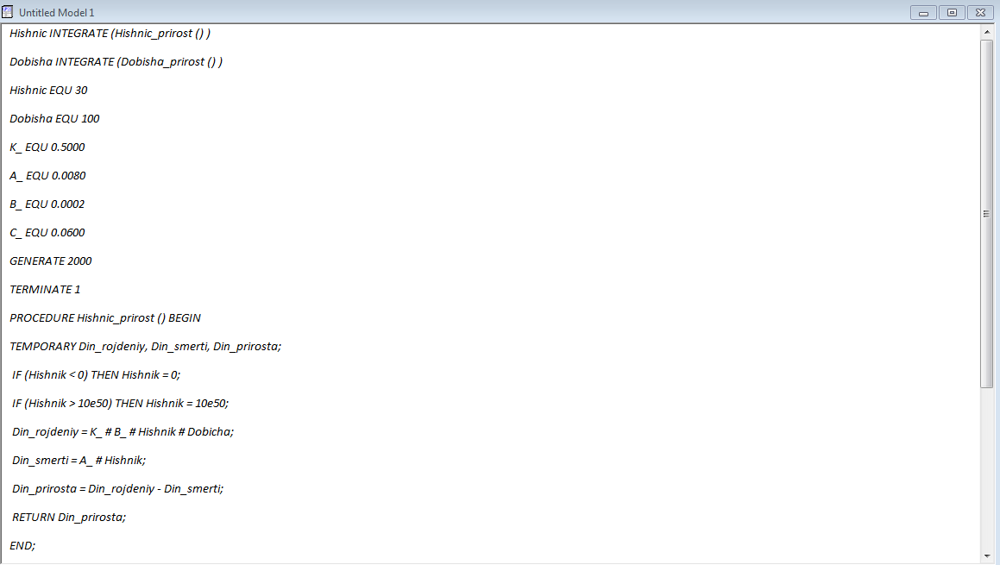 Untitled Model 1
Hishnic INTEGRATE (Hishnic_prirost () )
Dobisha INTEGRATE (Dobisha_prirost () )
Hishnic EQU 30
Dobisha EQU 100
K_ EQU 0.5000
A_ EQU 0.0080
B_ EQU 0.0002
C_ EQU 0.0600
GENERATE 2000
TERMINATE 1
PROCEDURE Hishnic_prirost () BEGIN
TEMPORARY Din_rojdeniy, Din_smerti, Din_prirosta;
IF (Hishnik < 0) THEN Hishnik = 0;
IF (Hishnik > 10e50) THEN Hishnik = 10e50;
Din_rojdeniy = K_ # B_ # Hishnik # Dobicha;
Din_smerti = A_ # Hishnik;
Din_prirosta = Din_rojdeniy - Din_smerti;
RETURN Din_prirosta;
END;